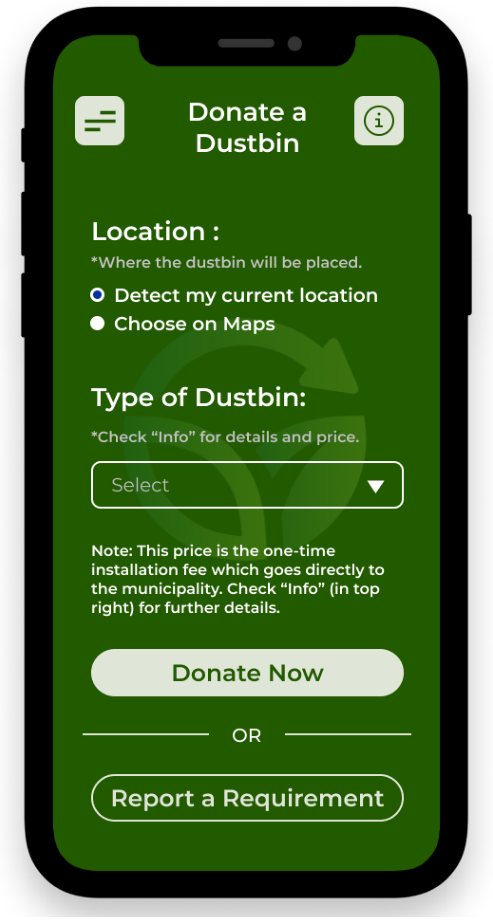 Donate a
Dustbin
i
Location :
*Where the dustbin will be placed.
Detect my current location
Choose on Maps
Type of Dustbin:
*Check “Info” for details and price.
Select
Note: This price is the one-time
installation fee which goes directly to
the municipality. Check “Info” (in top
right) for further details.
Donate Now
OR
Report a Requirement